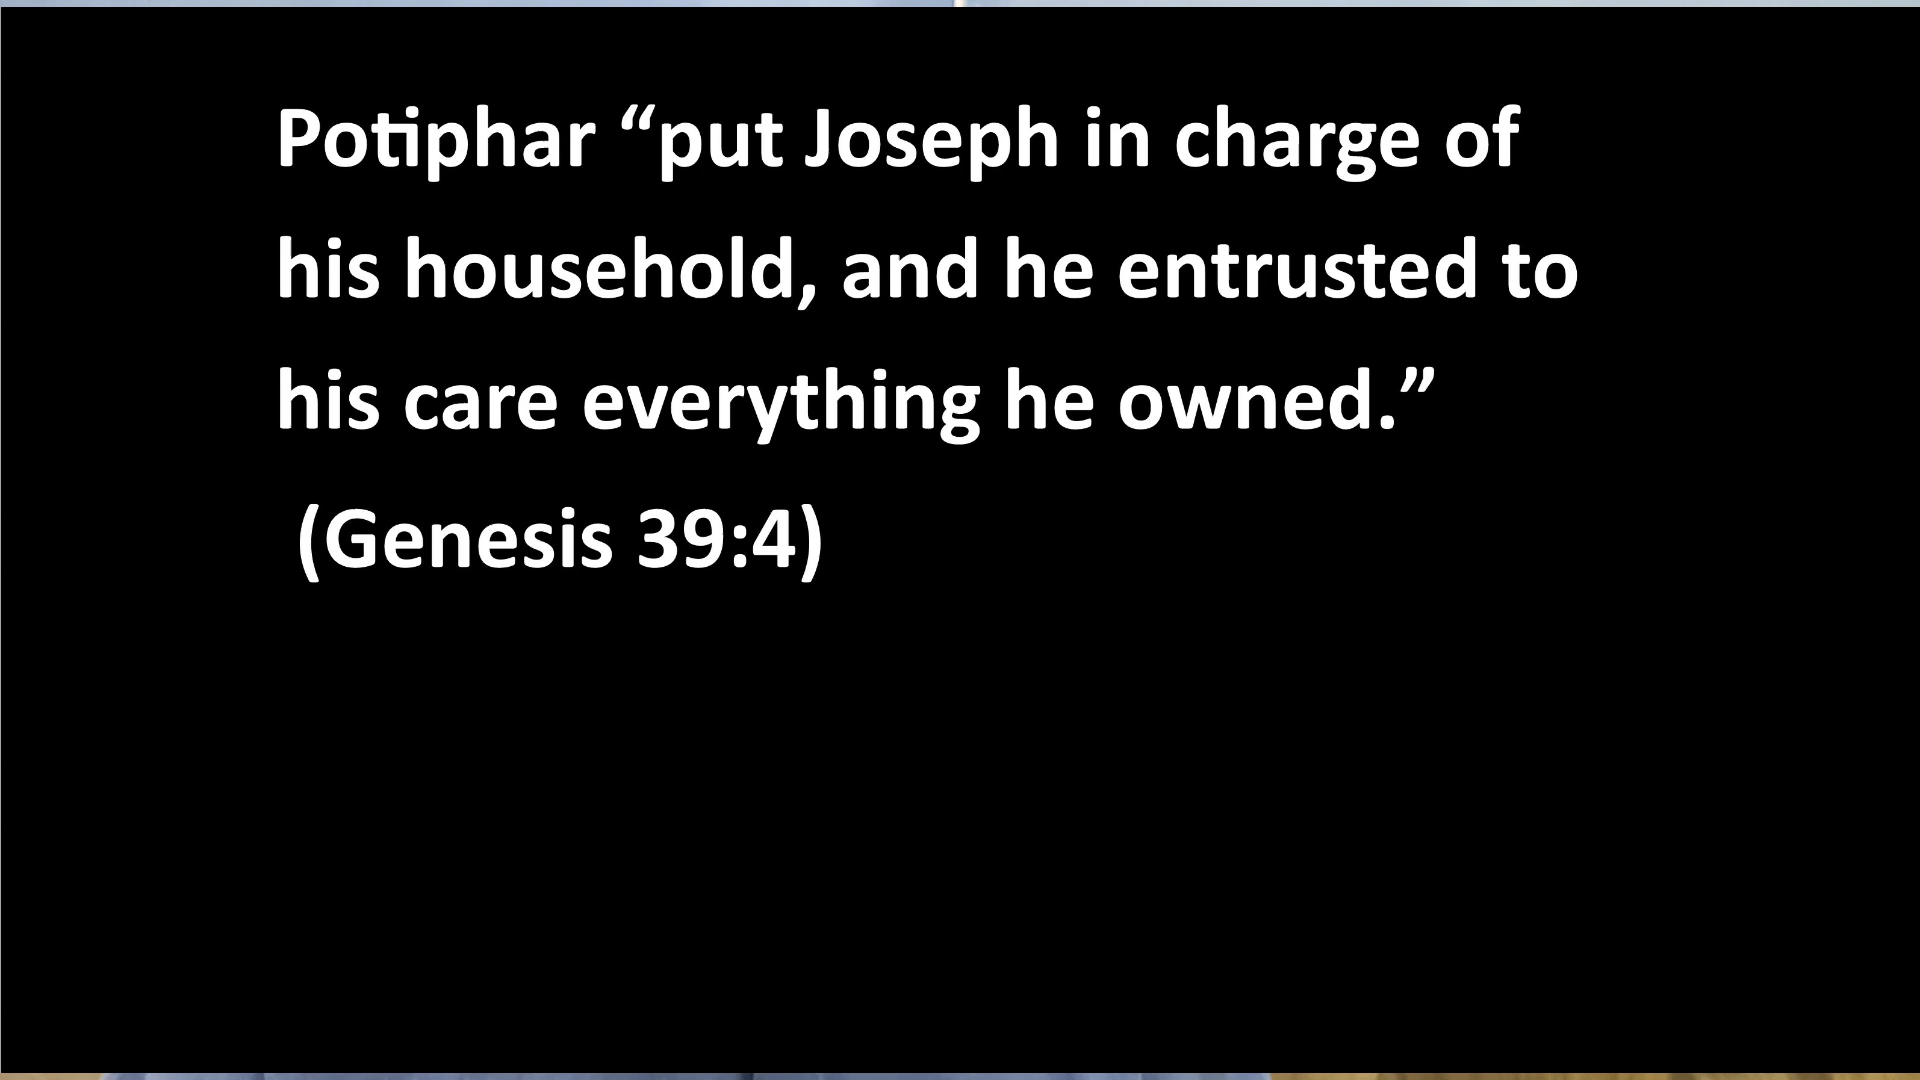 Potiphar “put Joseph in charge of
his household, and he entrusted to
his care everything he owned.”
(Genesis 39:4)